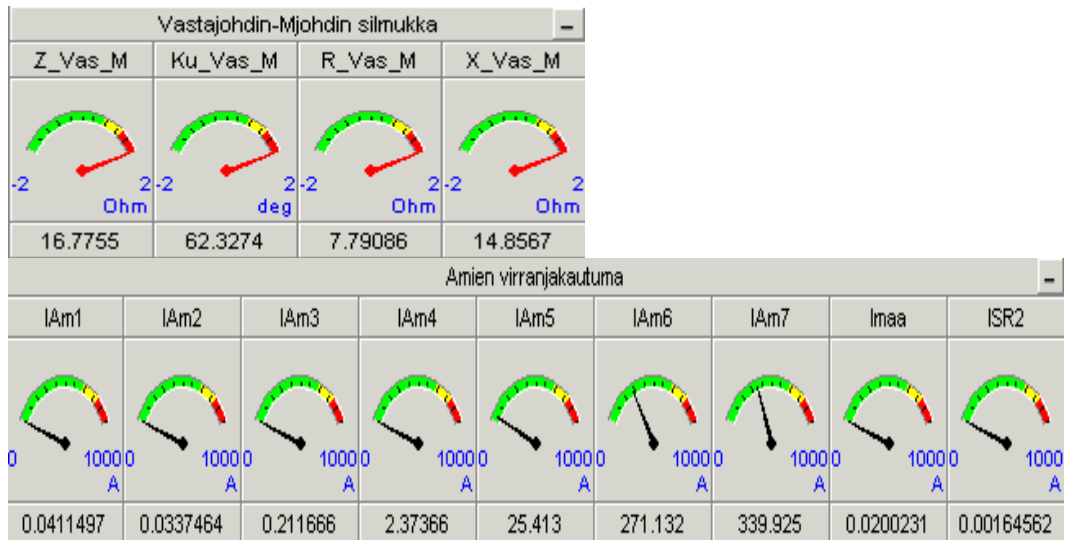 Vastajohdin-Mjohdin silmukka –
Z_Vas_M Ku_Vas_M R_Vas_M X_Vas_M
-2 2 -2 2 -2 2 -2 2
Ohm deg Ohm Ohm
16.7755 62.3274 7.79086 14.8567
Amien virranjakautuma –
IAm1 IAm2 IAm3 IAm4 IAm5 IAm6 IAm7 Imaa ISR2
0 1000 0 1000 0 1000 0 1000 0 1000 0 1000 0 1000 0 1000 0 1000
A A A A A A A A A
0.0411497 0.0337464 0.211666 2.37366 25.413 271.132 339.925 0.0200231 0.00164562